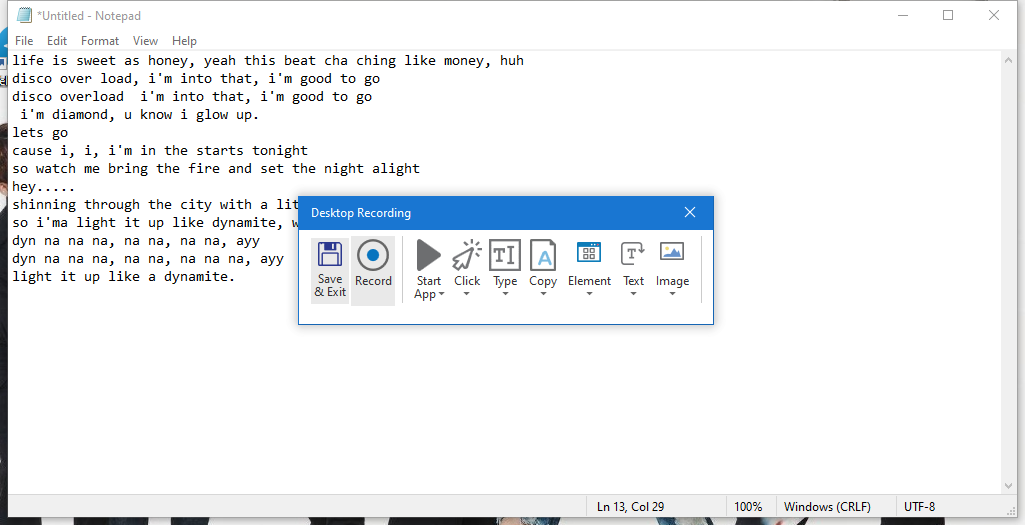 *Untitled - Notepad
File Edit Format View Help
life is sweet as honey, yeah this beat cha ching like money, huh
disco over load, i'm into that, i'm good to go
disco overload  i'm into that, i'm good to go
 i'm diamond, u know i glow up.
lets go
cause i, i, i'm in the starts tonight
so watch me bring the fire and set the night alight
hey.....
shinning through the city with a lit
so i'ma light it up like dynamite, w
dyn na na na, na na, na na, ayy
dyn na na na, na na, na na na, ayy
light it up like a dynamite.
Desktop Recording
Save & Exit
Record
Start App
Click
Type
Copy
Element
Text
Image
Ln 13, Col 29
100%
Windows (CRLF)
UTF-8